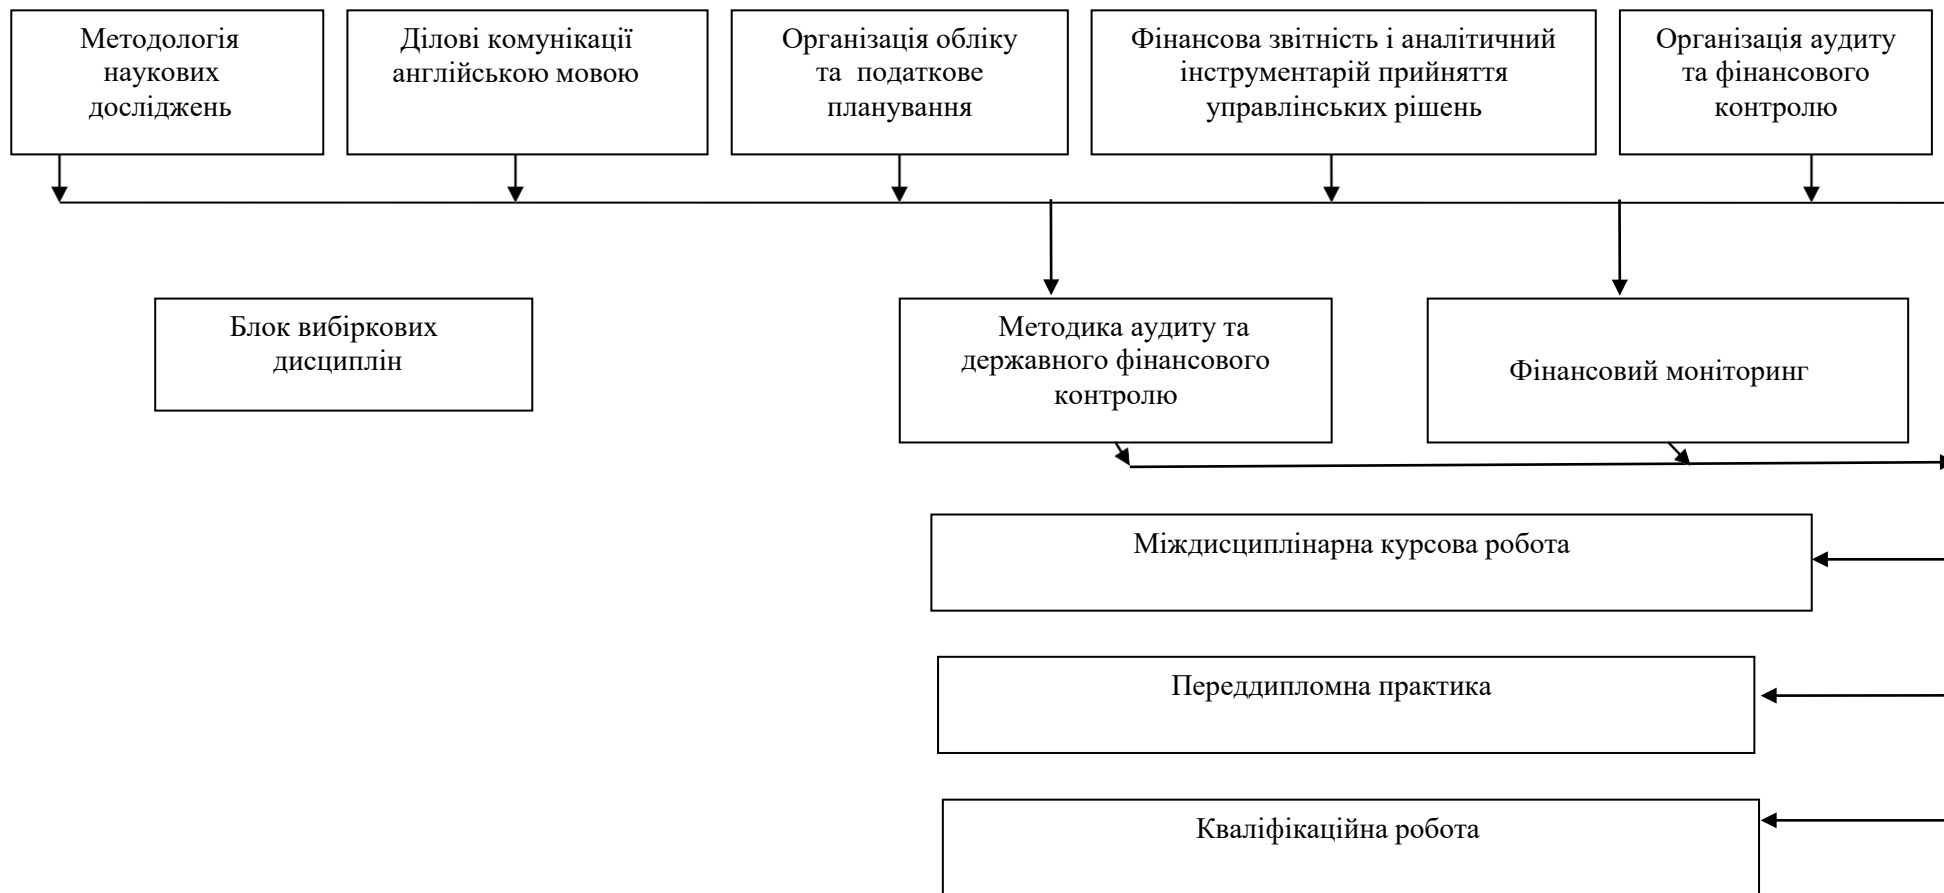 Методологія
наукових
досліджень
Ділові комунікації
англійською мовою
Організація обліку
та податкове
планування
Фінансова звітність і аналітичний
інструментарій прийняття
управлінських рішень
Організація аудиту
та фінансового
контролю
Блок вибіркових
дисциплін
Методика аудиту та
державного фінансового
контролю
Фінансовий моніторинг
Міждисциплінарна курсова робота
Переддипломна практика
Кваліфікаційна робота